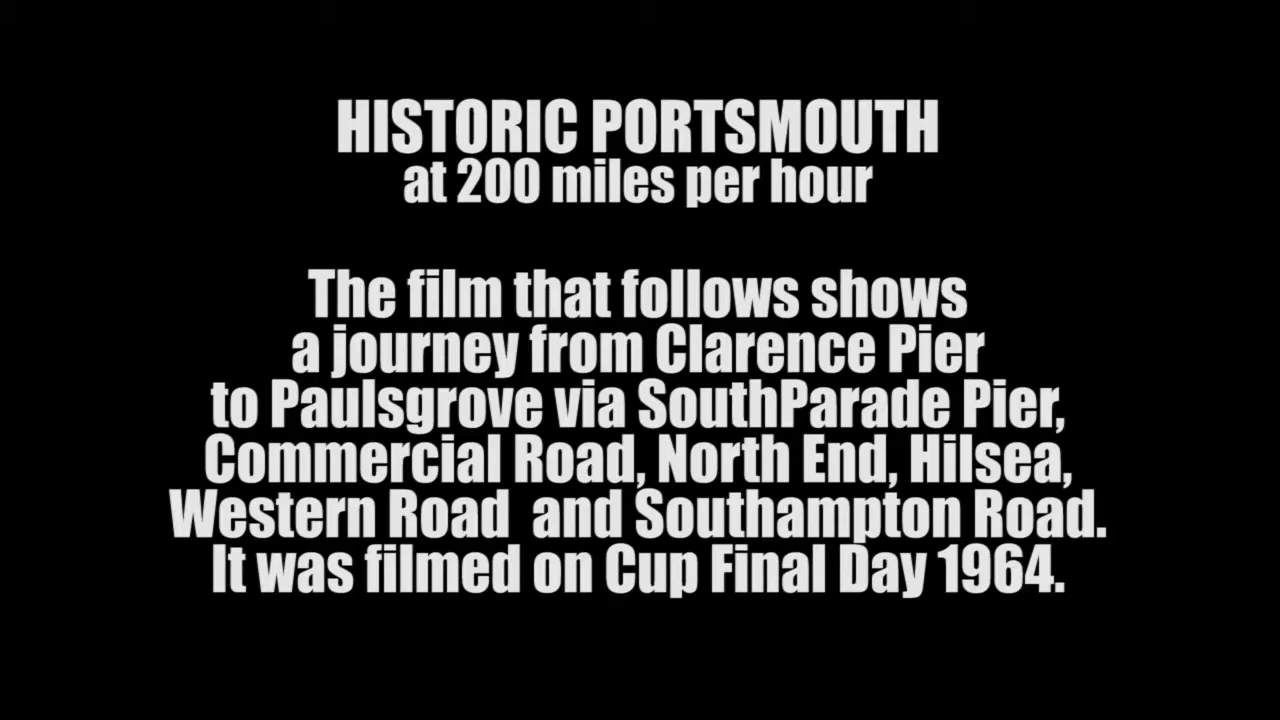 HISTORIC PORTSMOUTH
at 200 miles per hour
The film that follows shows
a journey from Clarence Pier
to Paulsgrove via SouthParade Pier,
Commercial Road, North End, Hilsea,
Western Road  and Southampton Road.
It was filmed on Cup Final Day 1964.